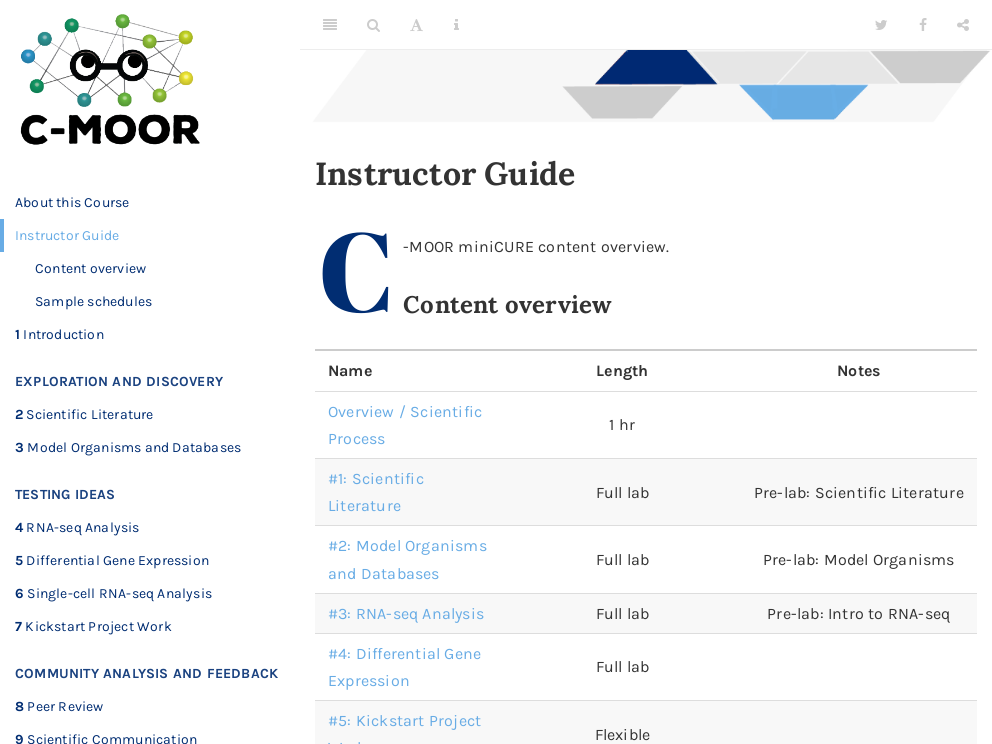 C-MOOR
About this Course
Instructor Guide
Content overview
Sample schedules
1 Introduction
EXPLORATION AND DISCOVERY
2 Scientific Literature
3 Model Organisms and Databases
TESTING IDEAS
4 RNA-seq Analysis
5 Differential Gene Expression
6 Single-cell RNA-seq Analysis
7 Kickstart Project Work
COMMUNITY ANALYSIS AND FEEDBACK
8 Peer Review
9 Scientific Communication
Instructor Guide
C-MOOR miniCURE content overview.
Content overview
Name Length Notes
Overview / Scientific
Process
1 hr
#1: Scientific
Literature
Full lab
Pre-lab: Scientific Literature
#2: Model Organisms
and Databases
Full lab
Pre-lab: Model Organisms
#3: RNA-seq Analysis Full lab Pre-lab: Intro to RNA-seq
#4: Differential Gene
Expression
Full lab
#5: Kickstart Project
Flexible